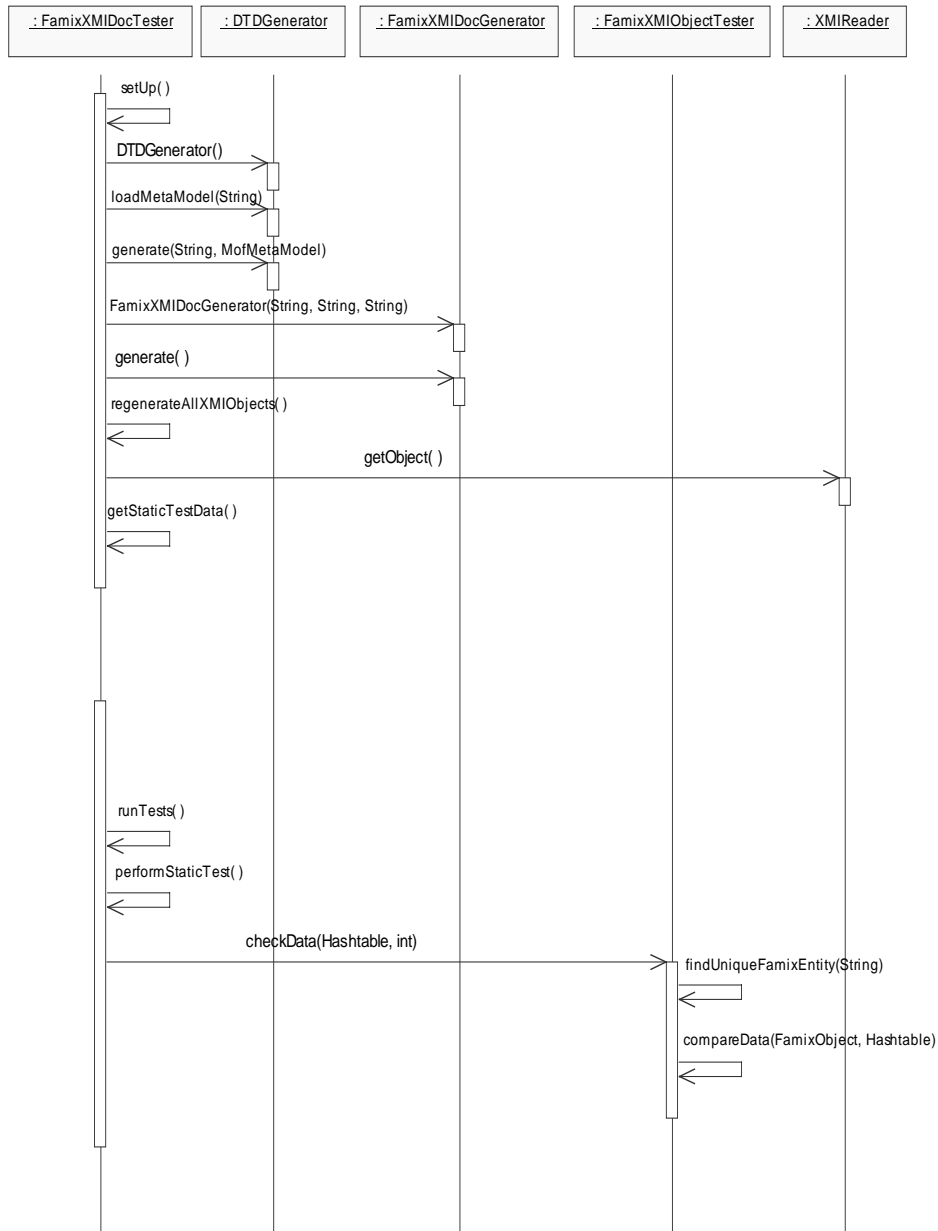 : FamixXMIDocTester
: DTDGenerator
: FamixXMIDocGenerator
: FamixXMIObjectTester
: XMIReader
setUp( )
DTDGenerator()
loadMetaModel(String)
generate(String, MofMetaModel)
FamixXMIDocGenerator(String, String, String)
generate( )
regenerateAllXMIObjects( )
getObject( )
getStaticTestData( )
runTests( )
performStaticTest( )
checkData(Hashtable, int)
findUniqueFamixEntity(String)
compareData(FamixObject, Hashtable)